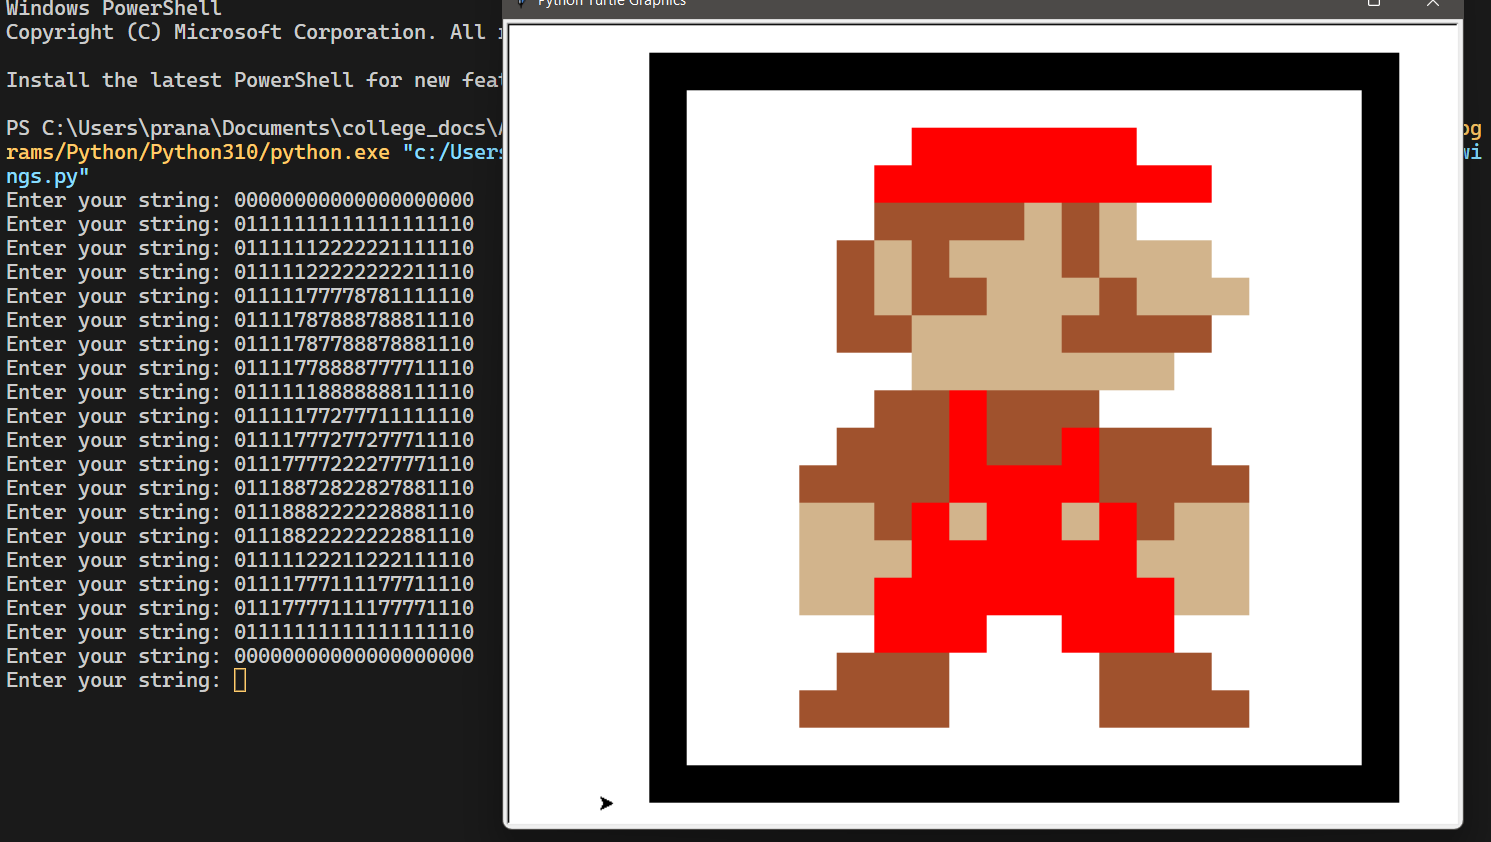 Windows PowerShell
Copyright (C) Microsoft Corporation. All
Install the latest PowerShell for new
PS C:\Users\prana\Documents\college_docs\
rams/Python/Python310/python.exe "c:/Users
ngs.py"
Enter your string: 00000000000000000000
Enter your string: 01111111111111111110
Enter your string: 01111112222221111110
Enter your string: 01111122222222211110
Enter your string: 01111177778781111110
Enter your string: 01111787888788811110
Enter your string: 01111787788878881110
Enter your string: 01111778888777711110
Enter your string: 01111118888888111110
Enter your string: 01111177277711111110
Enter your string: 01111777277277711110
Enter your string: 01117777222277771110
Enter your string: 01118872822827881110
Enter your string: 01118882222228881110
Enter your string: 01118822222222881110
Enter your string: 01111122211222111110
Enter your string: 01111777111177711110
Enter your string: 01117777111177771110
Enter your string: 01111111111111111110
Enter your string: 00000000000000000000
Enter your string:
Python Turtle Graphics